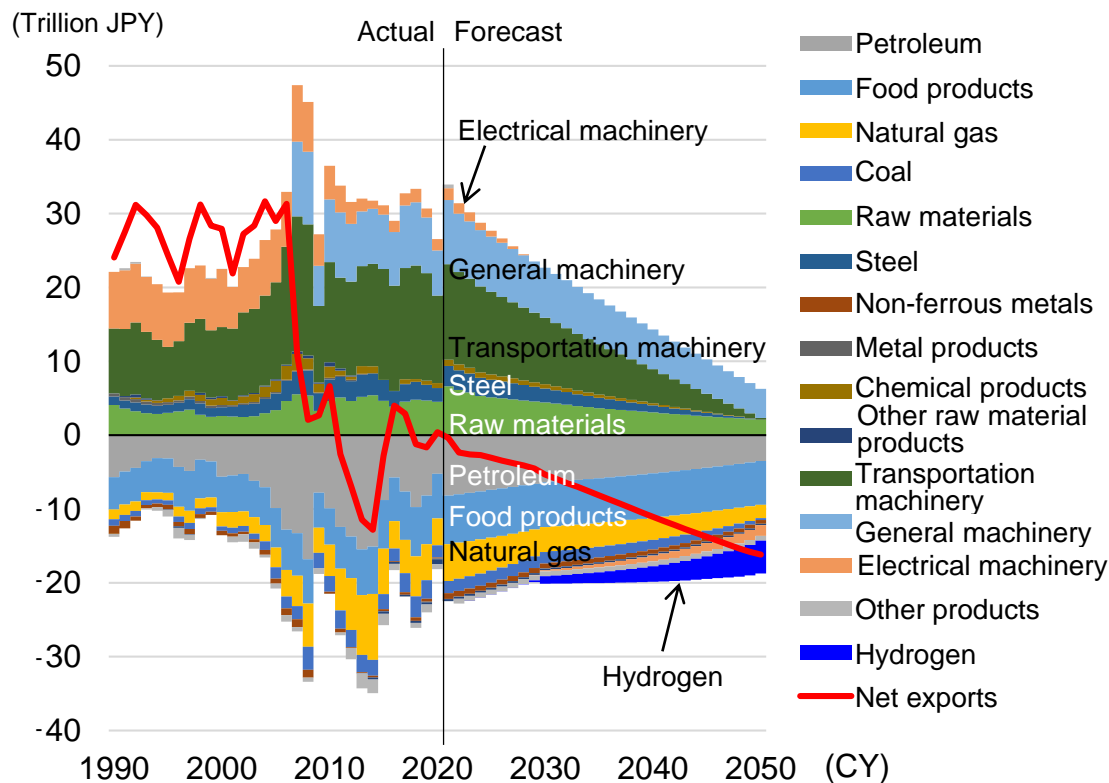 (Trillion JPY)
Actual
Forecast
50
40
30
20
10
0
-10
-20
-30
-40
1990
2000
2010
2020
2030
2040
2050
(CY)
Electrical machinery
General machinery
Transportation machinery
Steel
Raw materials
Petroleum
Food products
Natural gas
Hydrogen
Petroleum
Food products
Natural gas
Coal
Raw materials
Steel
Non-ferrous metals
Metal products
Chemical products
Other raw material
products
Transportation
machinery
General machinery
Electrical machinery
Other products
Hydrogen
Net exports